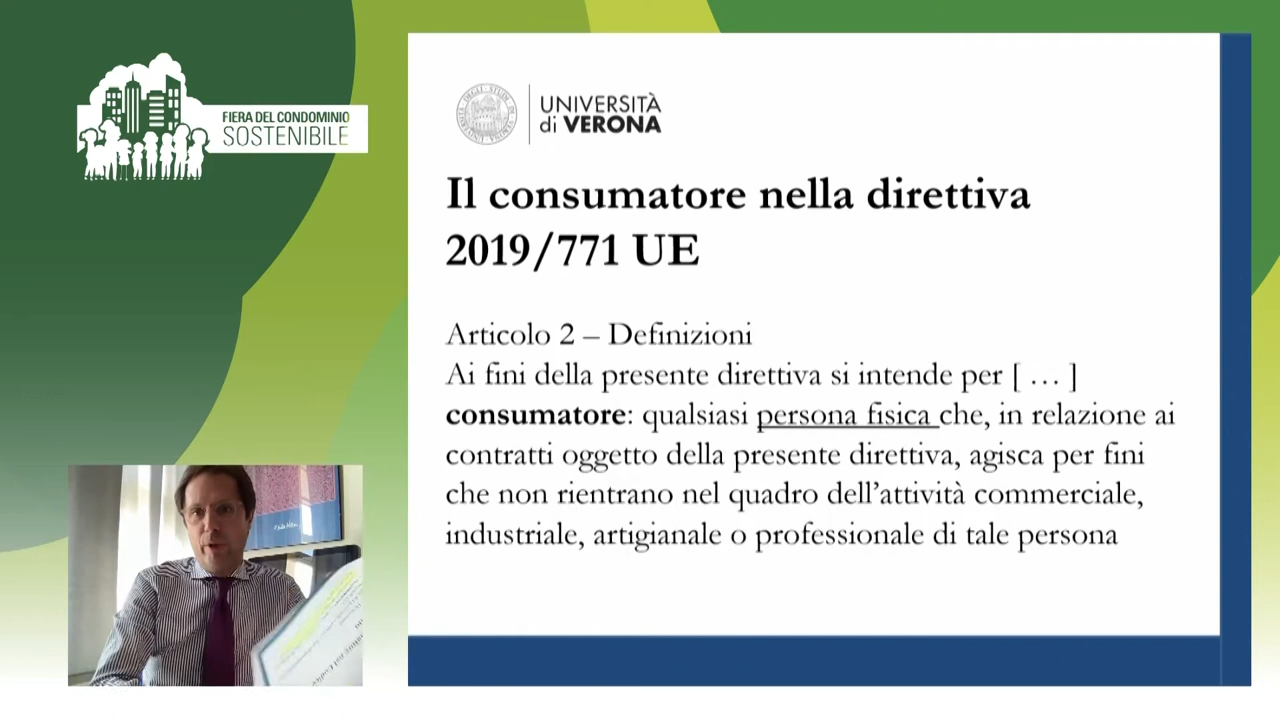 FIERA DEL CONDOMINIO
SOSTENIBILE
UNIVERSITÀ
di VERONA
Il consumatore nella direttiva
2019/771 UE
Articolo 2 – Definizioni
Ai fini della presente direttiva si intende per [ … ]
consumatore: qualsiasi persona fisica che, in relazione ai
contratti oggetto della presente direttiva, agisca per fini
che non rientrano nel quadro dell’attività commerciale,
industriale, artigianale o professionale di tale persona